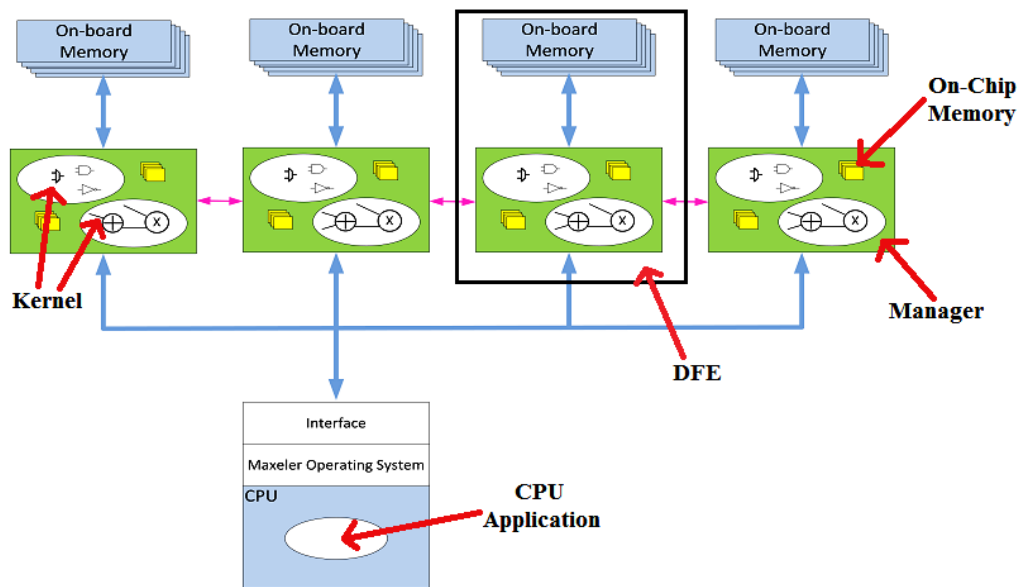 On-board
Memory
On-board
Memory
On-board
Memory
On-board
Memory
On-Chip
Memory
X
X
X
X
Kernel
Manager
DFE
Interface
Maxeler Operating System
CPU
CPU
Application